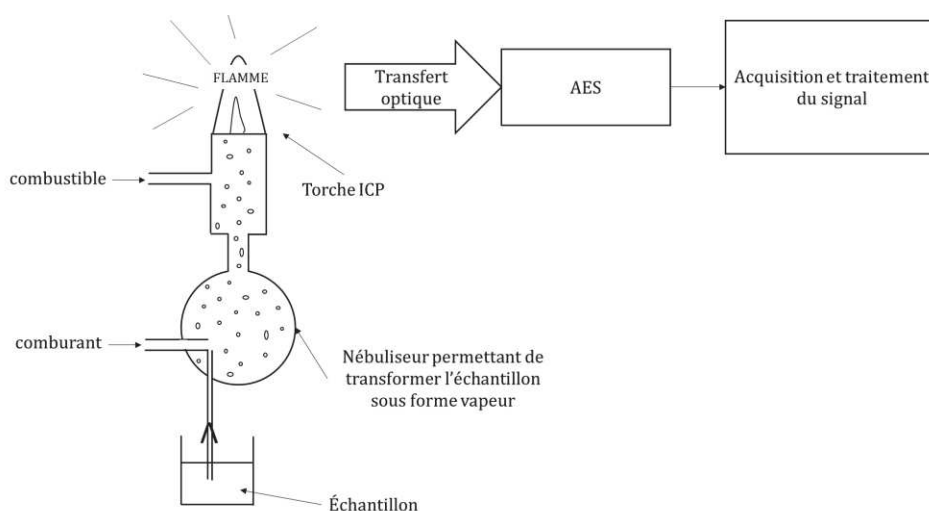 FLAMME
Transfert
optique
AES
Acquisition et traitement
du signal
combustible
Torche ICP
comburant
Nébuliseur permettant de
transformer l'échantillon
sous forme vapeur
Échantillon